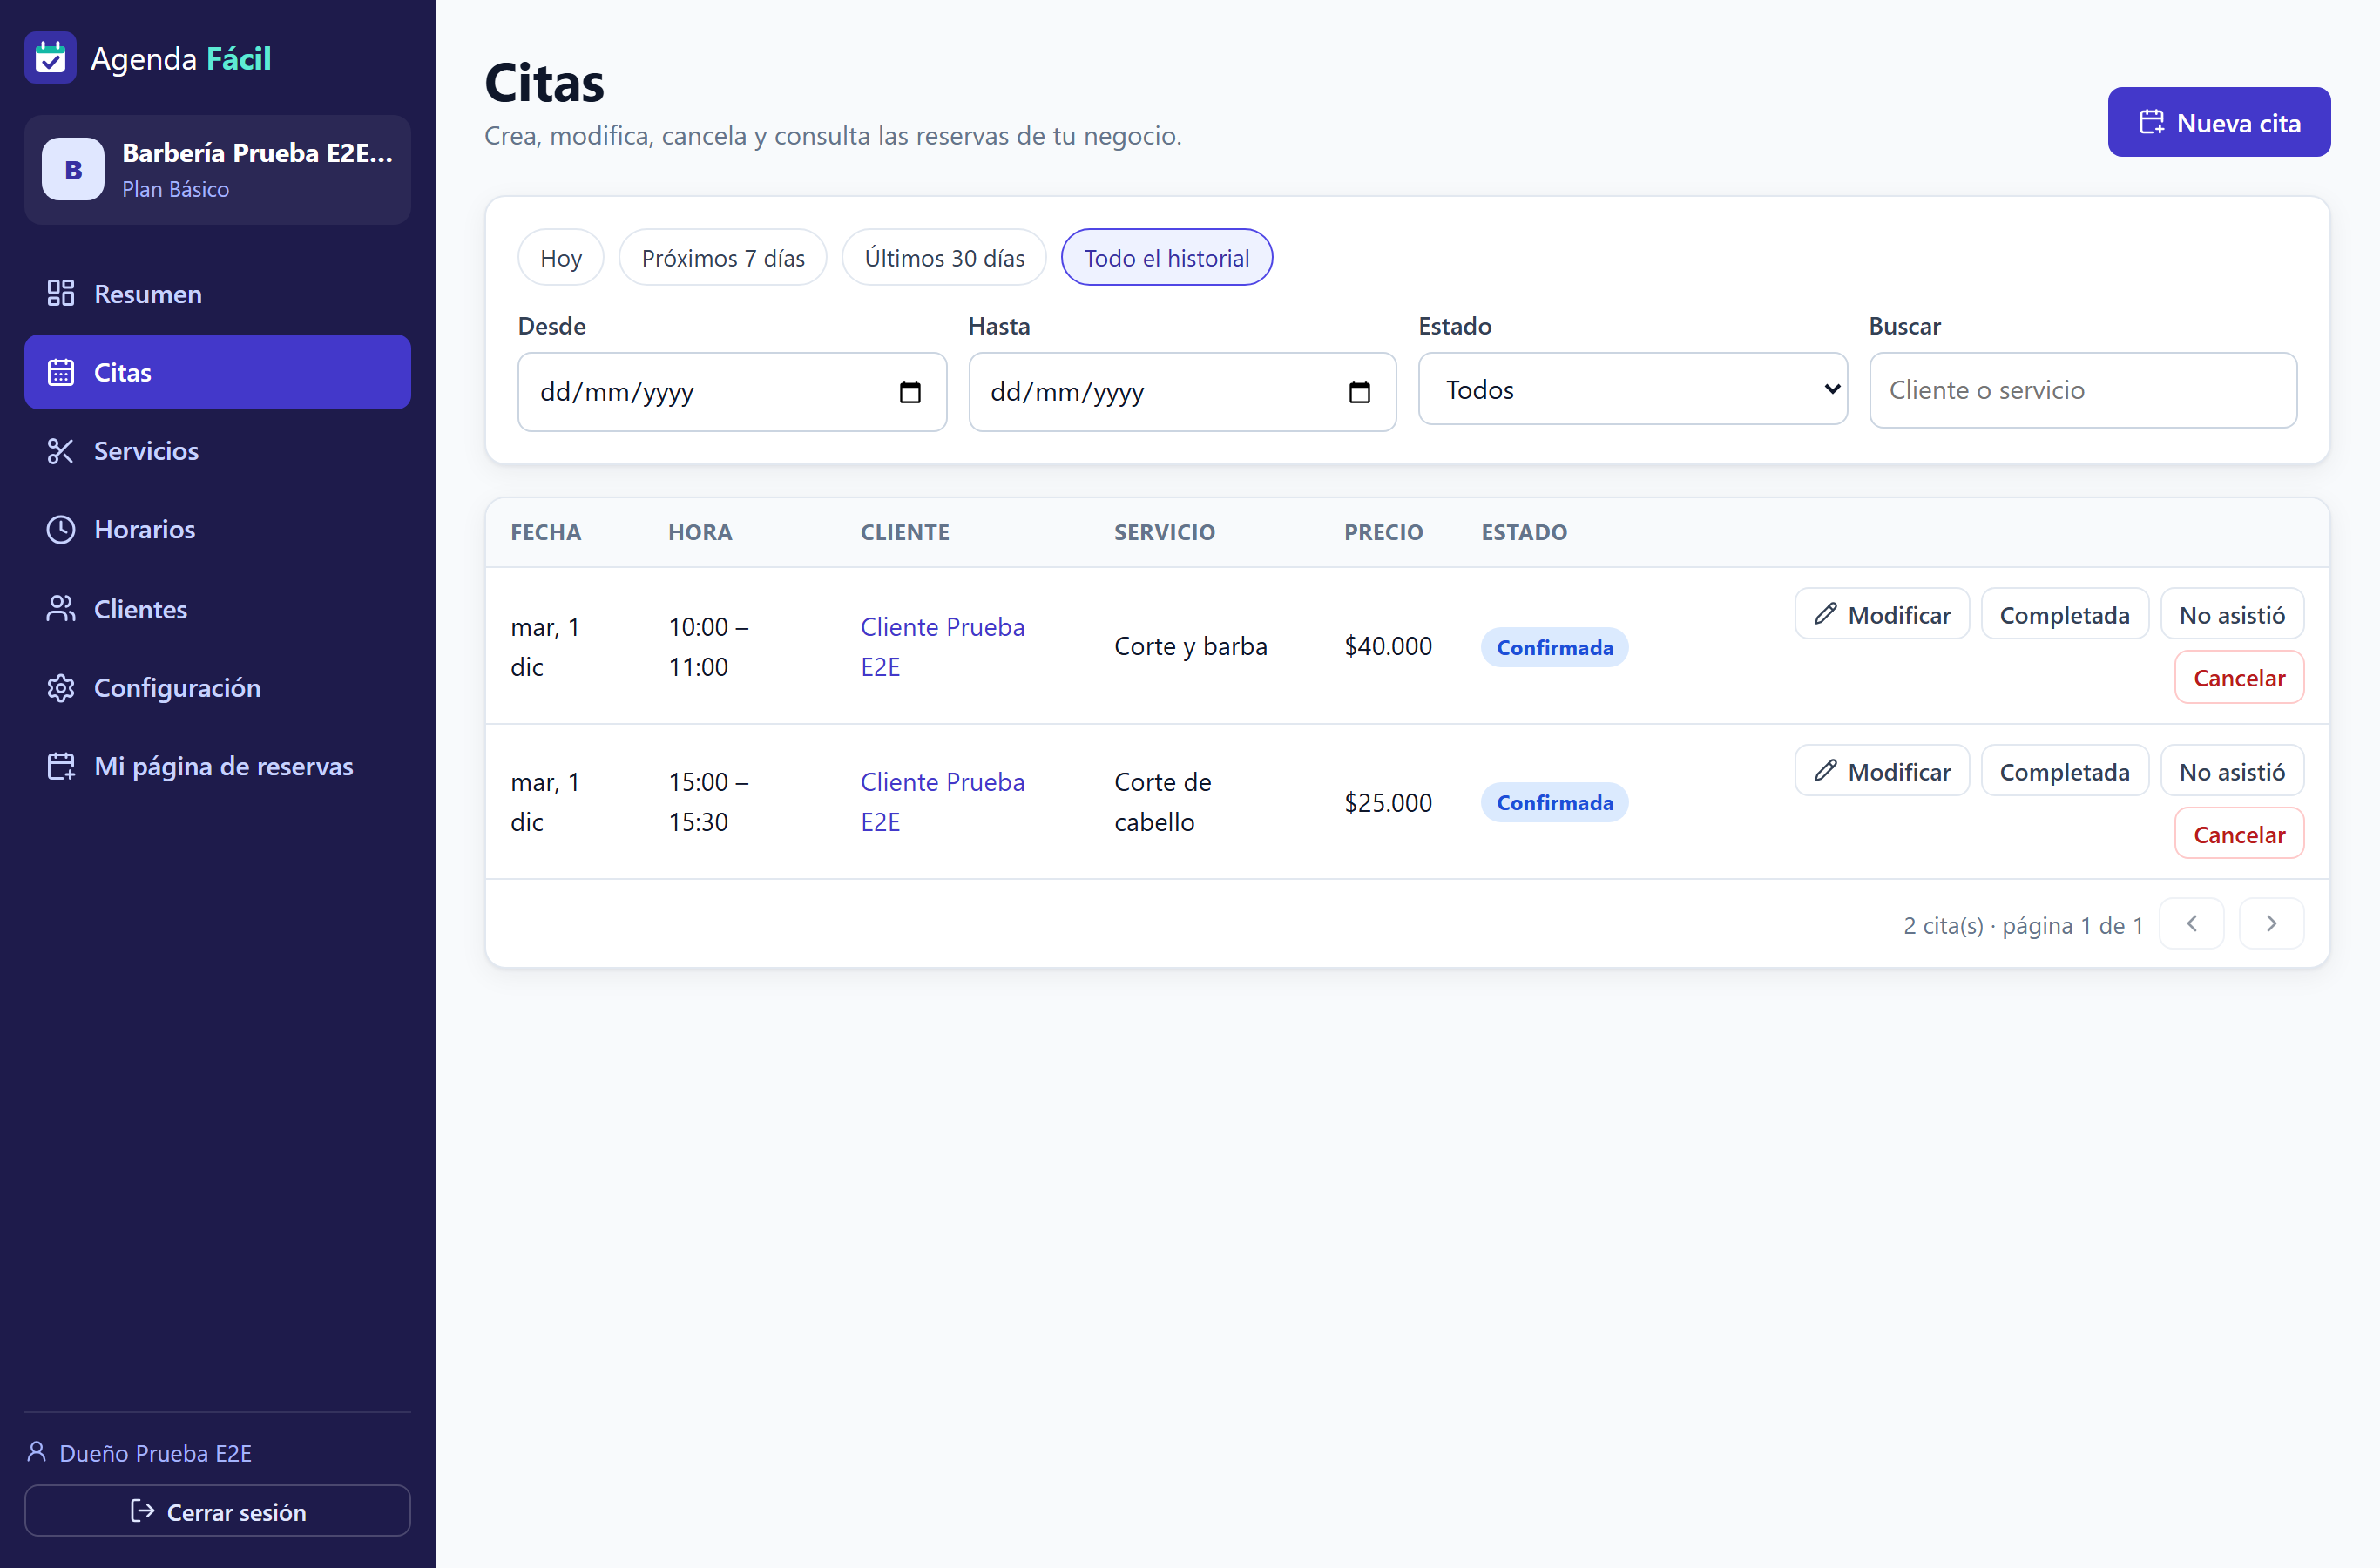 Agenda Fácil
B
Barbería Prueba E2E...
Plan Básico
Resumen
Citas
Servicios
Horarios
Clientes
Configuración
Mi página de reservas
Dueño Prueba E2E
Cerrar sesión
Citas
Crea, modifica, cancela y consulta las reservas de tu negocio.
Nueva cita
Hoy Próximos 7 días Últimos 30 días Todo el historial
Desde Hasta Estado Buscar
dd/mm/yyyy dd/mm/yyyy Todos Cliente o servicio
FECHA HORA CLIENTE SERVICIO PRECIO ESTADO
mar, 1 dic 10:00 – 11:00 Cliente Prueba E2E Corte y barba $40.000 Confirmada Modificar Completada No asistió
Cancelar
mar, 1 dic 15:00 – 15:30 Cliente Prueba E2E Corte de cabello $25.000 Confirmada Modificar Completada No asistió
Cancelar
2 cita(s) · página 1 de 1